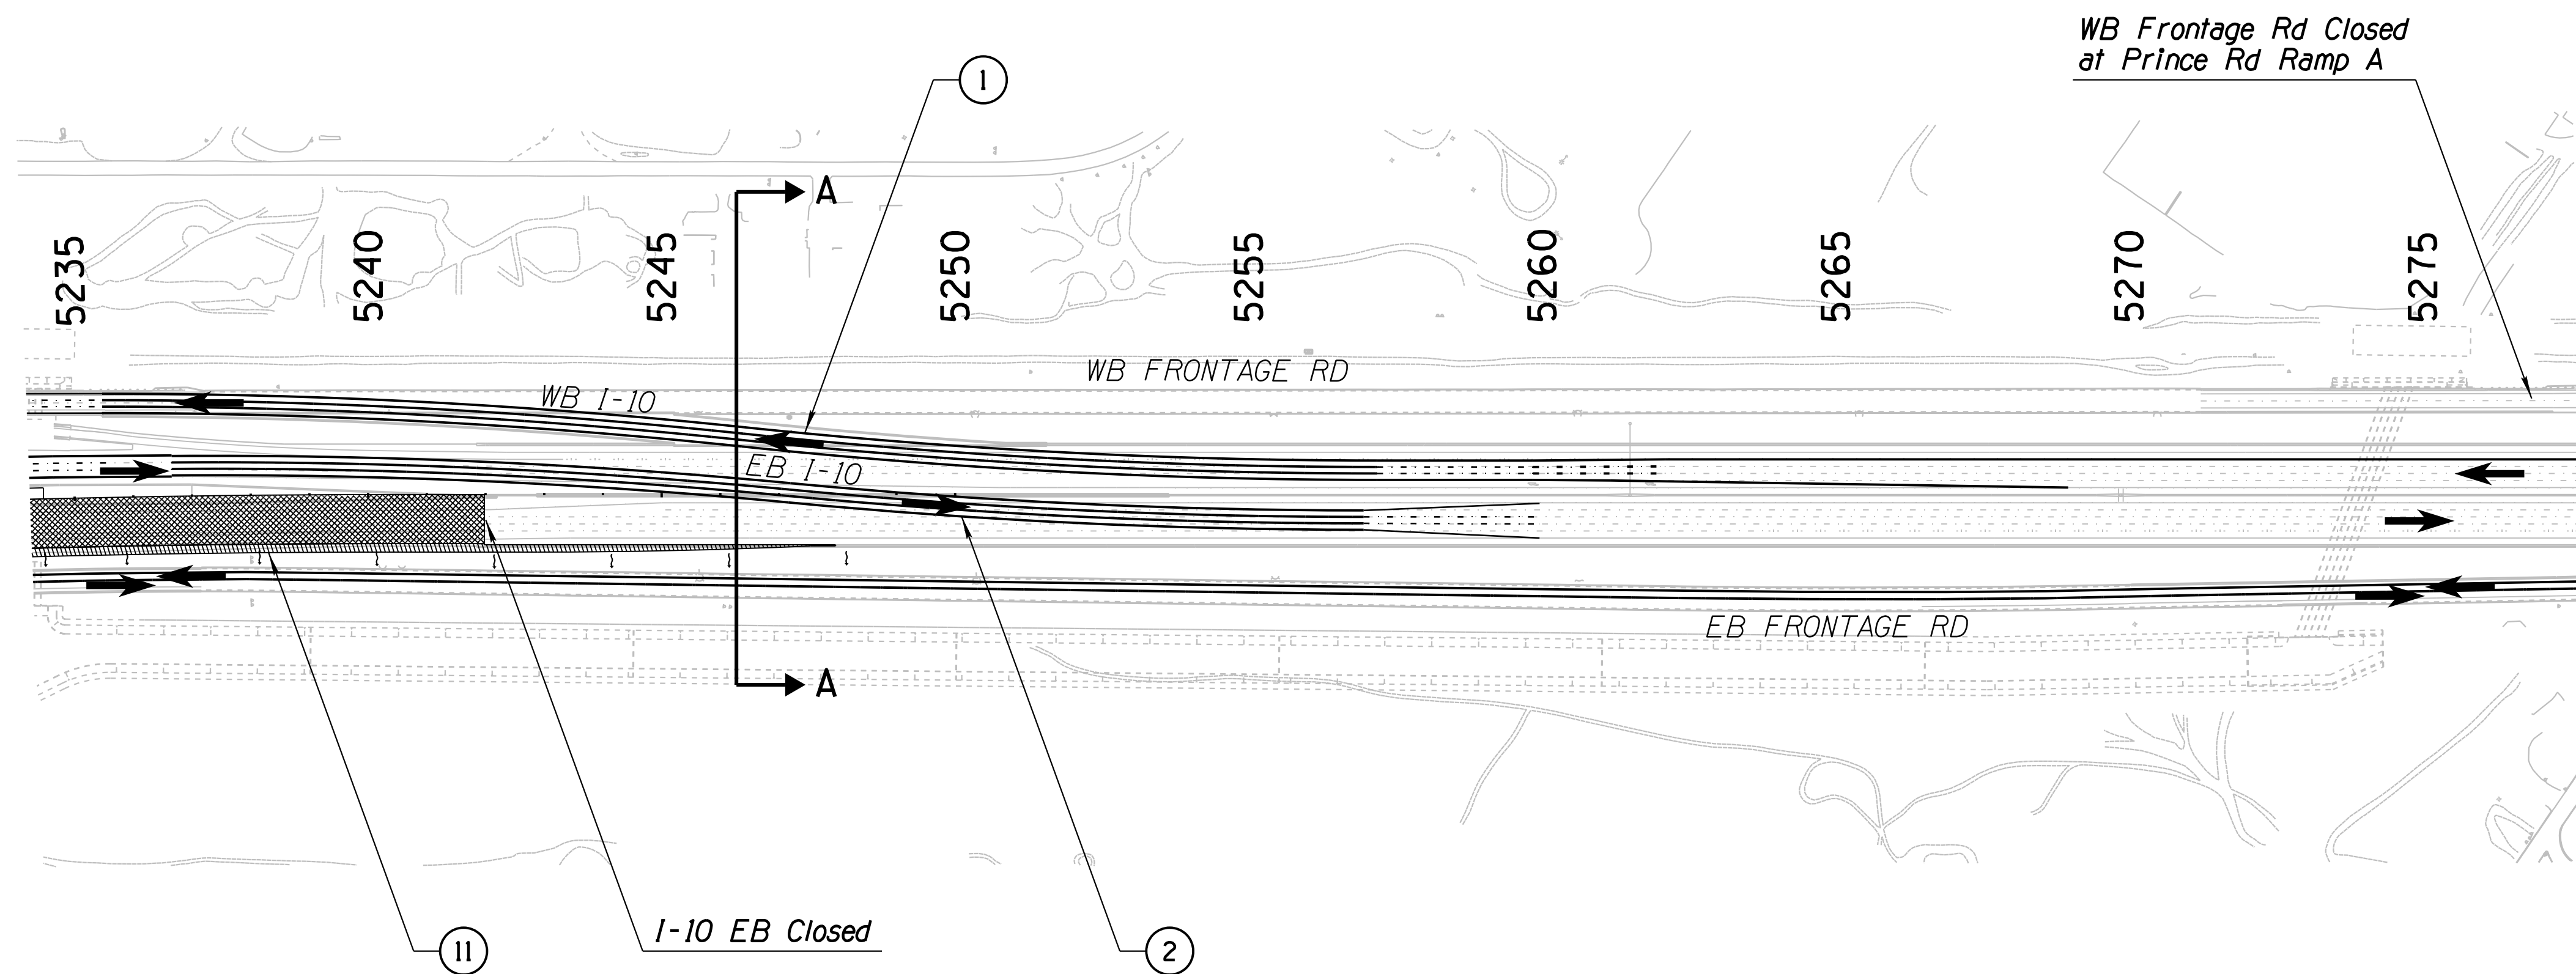 WB Frontage Rd Closed
at Prince Rd Ramp A
1
A
5235
5240
5245
5250
5255
5260
5265
5270
5275
WB FRONTAGE RD
WB I-10
EB I-10
EB FRONTAGE RD
A
I-10 EB Closed
11
2